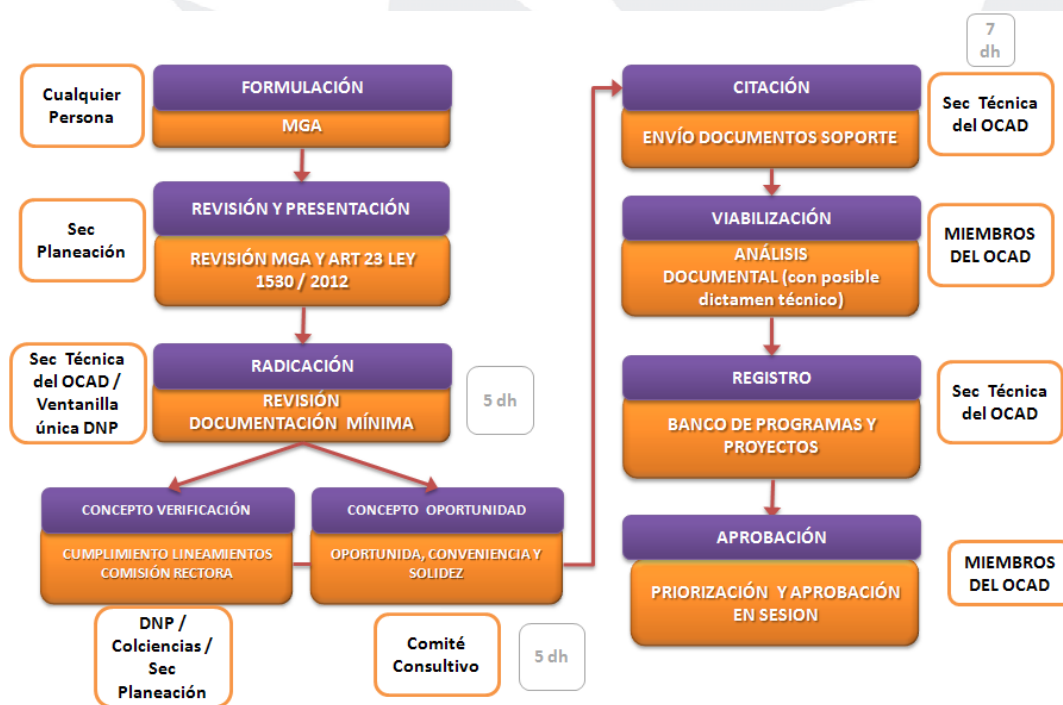 Cualquier
Persona
FORMULACIÓN
MGA
Sec
Planeación
REVISIÓN Y PRESENTACIÓN
REVISIÓN MGA Y ART 23 LEY
1530 / 2012
Sec Técnica
del OCAD /
Ventanilla
única DNP
RADICACIÓN
REVISIÓN
DOCUMENTACIÓN MÍNIMA
5 dh
CONCEPTO VERIFICACIÓN
CUMPLIMIENTO LINEAMIENTOS
COMISIÓN RECTORA
DNP /
Colciencias /
Sec
Planeación
CONCEPTO OPORTUNIDAD
OPORTUNIDA, CONVENIENCIA Y
SOLIDEZ
Comité
Consultivo
5 dh
7
dh
CITACIÓN
ENVÍO DOCUMENTOS SOPORTE
Sec Técnica
del OCAD
VIABILIZACIÓN
ANÁLISIS
DOCUMENTAL (con posible
dictamen técnico)
MIEMBROS
DEL OCAD
REGISTRO
BANCO DE PROGRAMAS Y
PROYECTOS
Sec Técnica
del OCAD
APROBACIÓN
PRIORIZACIÓN Y APROBACIÓN
EN SESION
MIEMBROS
DEL OCAD